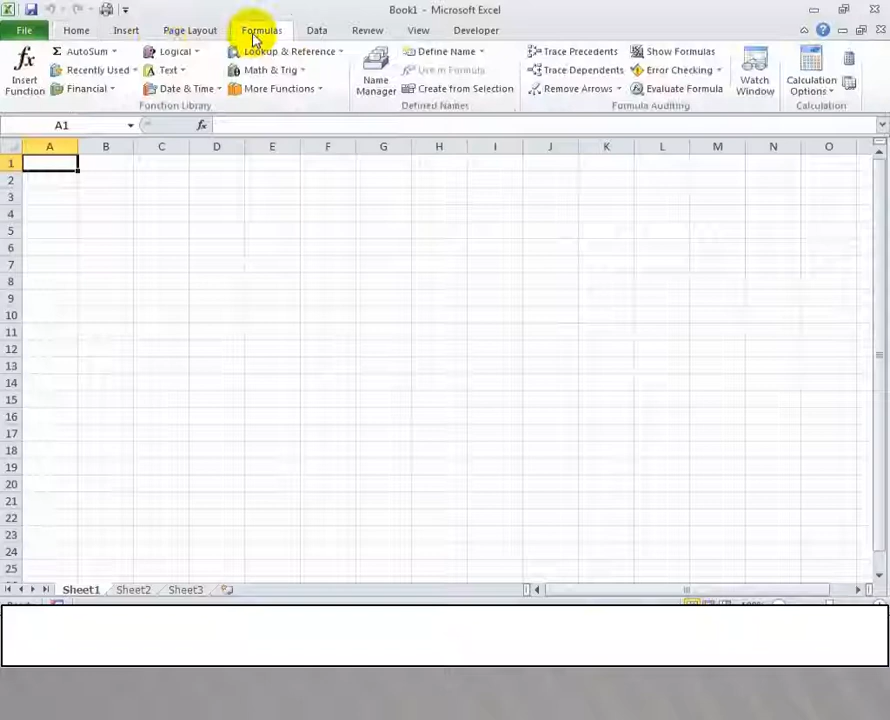 Book1 - Microsoft Excel
File Home Insert Page Layout Formulas Data Review View Developer
Σ AutoSum Logical Lookup & Reference Define Name Trace Precedents Show Formulas
fx Insert Function Recently Used Text Math & Trig Name Manager Use in Formula Trace Dependents Error Checking Watch Window Calculation Options
Financial Date & Time More Functions Create from Selection Remove Arrows Evaluate Formula
Function Library Defined Names Formula Auditing Calculation
A1 fx
A B C D E F G H I J K L M N O
1
2
3
4
5
6
7
8
9
10
11
12
13
14
15
16
17
18
19
20
21
22
23
24
25
Sheet1 Sheet2 Sheet3